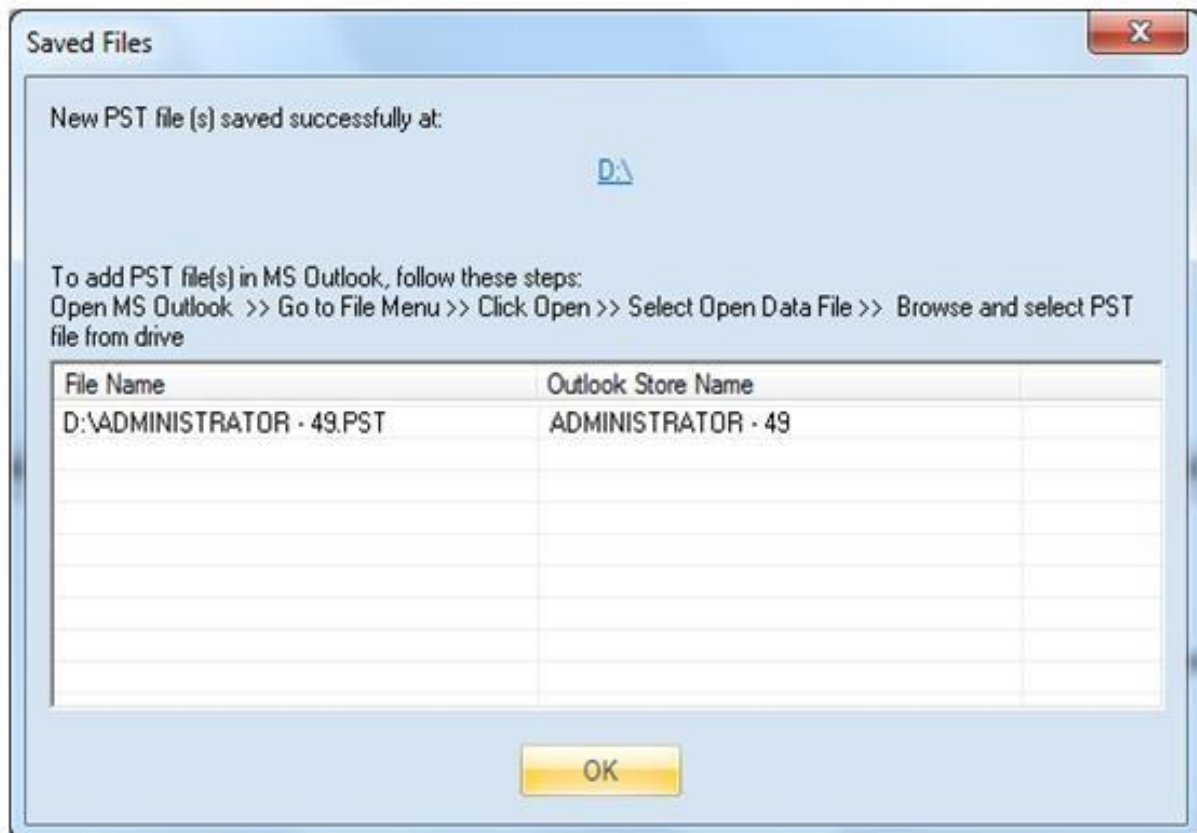 Saved Files
New PST file (s) saved successfully at:
D:\
To add PST file(s) in MS Outlook, follow these steps:
Open MS Outlook >> Go to File Menu >> Click Open >> Select Open Data File >> Browse and select PST
file from drive
File Name Outlook Store Name
D:\ADMINISTRATOR - 49.PST ADMINISTRATOR - 49
OK